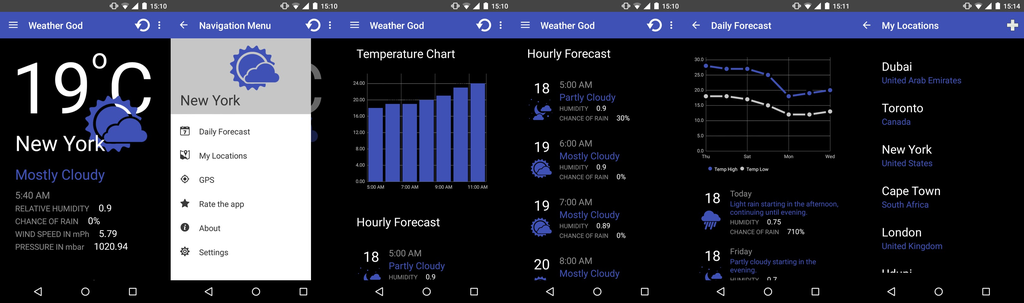 15:10
Weather God
19°C
New York
Mostly Cloudy
5:40 AM
RELATIVE HUMIDITY 0.9
CHANCE OF RAIN 0%
WIND SPEED IN mPh 5.79
PRESSURE IN mbar 1020.94
15:10
Navigation Menu
New York
Daily Forecast
My Locations
GPS
Rate the app
About
Settings
15:10
Weather God
Temperature Chart
24.00
20.00
16.00
12.00
8.00
4.00
0.00
5:00 AM 7:00 AM 9:00 AM 11:00 AM
Hourly Forecast
18
5:00 AM
Partly Cloudy
HUMIDITY 0.9
15:10
Weather God
Hourly Forecast
18
5:00 AM
Partly Cloudy
HUMIDITY 0.9
CHANCE OF RAIN 30%
19
6:00 AM
Mostly Cloudy
HUMIDITY 0.9
CHANCE OF RAIN 0%
19
7:00 AM
Mostly Cloudy
HUMIDITY 0.89
CHANCE OF RAIN 0%
20
8:00 AM
Mostly Cloudy
15:11
Daily Forecast
30.0
25.0
20.0
15.0
10.0
5.0
0.0
Thu Sat Mon Wed
Temp High Temp Low
18
Today
Light rain starting in the afternoon,
continuing until evening.
HUMIDITY 0.75
CHANCE OF RAIN 710%
18
Friday
Partly cloudy starting in the
evening.
HUMIDITY 0.7
15:14
My Locations
Dubai
United Arab Emirates
Toronto
Canada
New York
United States
Cape Town
South Africa
London
United Kingdom